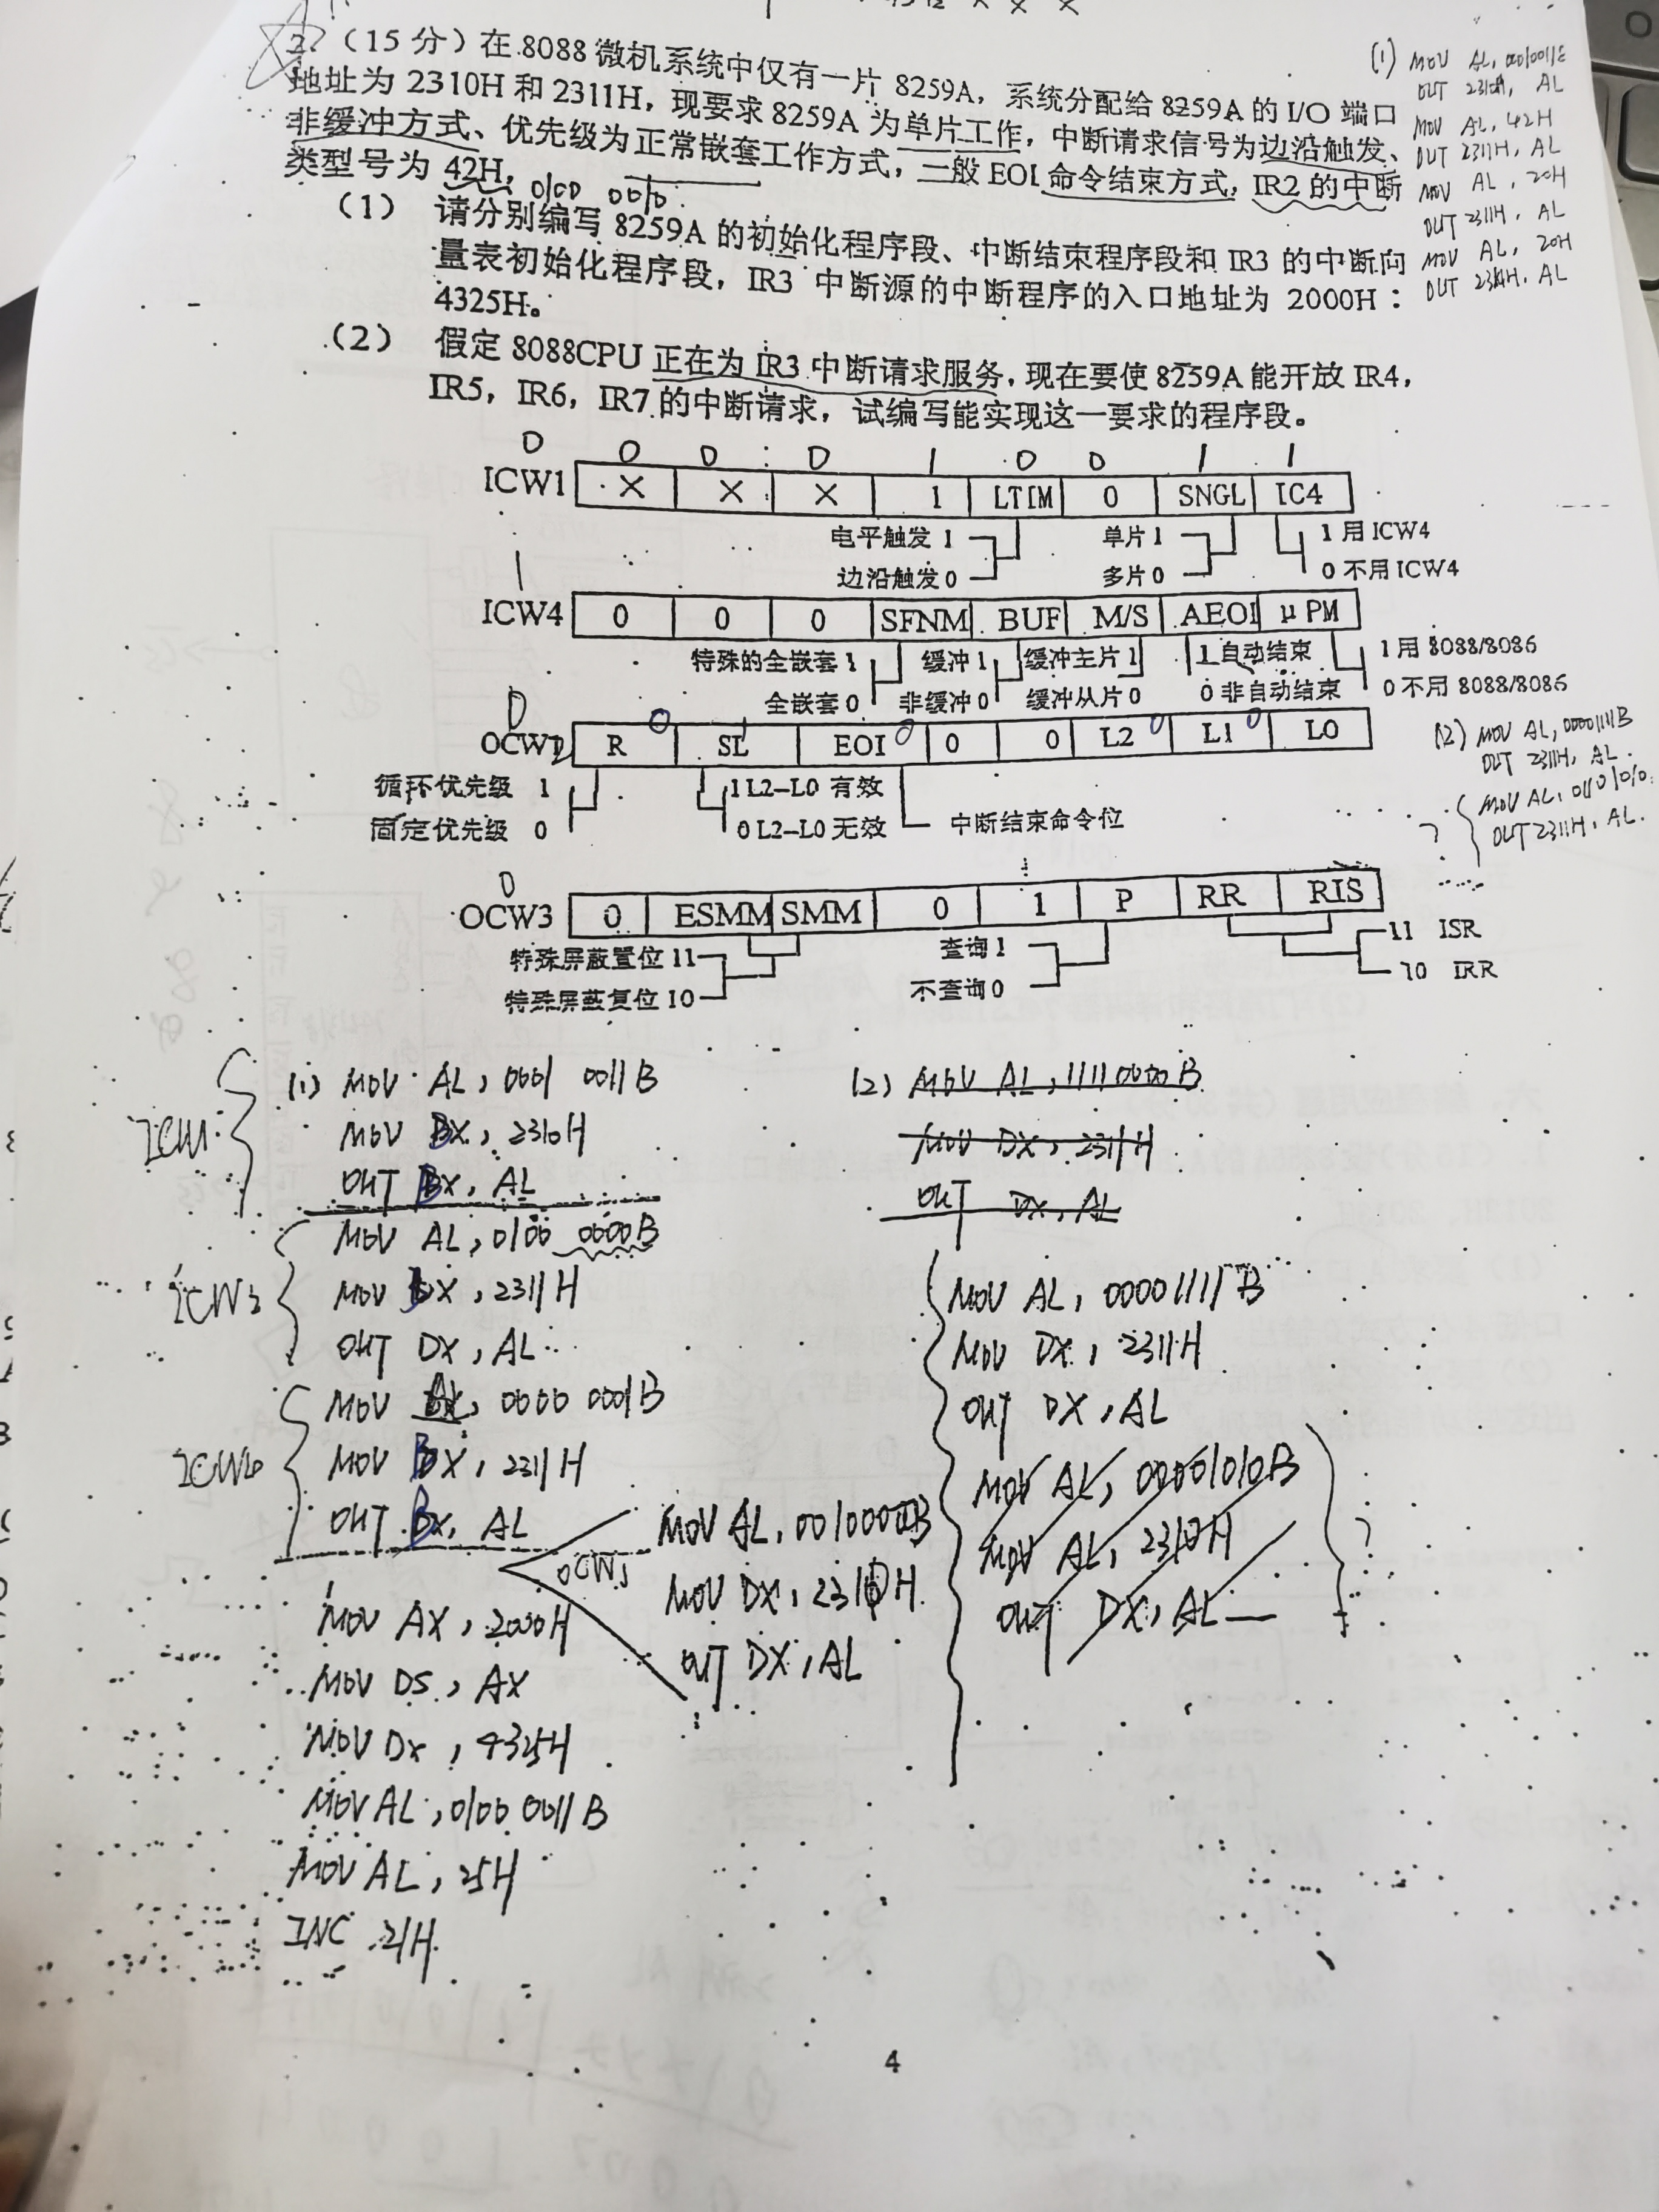 2.（15 分）在 8088 微机系统中仅有一片 8259A，系统分配给 8259A 的 I/O 端口
地址为 2310H 和 2311H，现要求 8259A 为单片工作，中断请求信号为边沿触发、
非缓冲方式、优先级为正常嵌套工作方式，一般 EOI 命令结束方式，IR2 的中断
类型号为 42H。
0100 0010
（1） 请分别编写 8259A 的初始化程序段、中断结束程序段和 IR3 的中断向
量表初始化程序段，IR3 中断源的中断程序的入口地址为 2000H：
4325H。
（2） 假定 8088CPU 正在为 IR3 中断请求服务，现在要使 8259A 能开放 IR4，
IR5，IR6，IR7 的中断请求，试编写能实现这一要求的程序段。
(1) MOV AL, 00010011B
OUT 2310H, AL
MOV AL, 42H
OUT 2311H, AL
MOV AL, 20H
OUT 2311H, AL
MOV AL, 20H
OUT 2311H, AL
0 0 0 0 1 0 0 1 1
ICW1 × × × 1 LTIM 0 SNGL IC4
电平触发 1 单片 1 1 用 ICW4
边沿触发 0 多片 0 0 不用 ICW4
1
ICW4 0 0 0 SFNM BUF M/S AEOI μPM
特殊的全嵌套 1 缓冲 1 缓冲主片 1 1 自动结束 1 用 8088/8086
全嵌套 0 非缓冲 0 缓冲从片 0 0 非自动结束 0 不用 8088/8086
0
OCW2 R SL EOI 0 0 L2 L1 L0
循环优先级 1 1 L2-L0 有效
固定优先级 0 0 L2-L0 无效 中断结束命令位
(2) MOV AL, 00001111B
OUT 2311H, AL
MOV AL, 01101010
OUT 2311H, AL.
?
0
OCW3 0 ESMM SMM 0 1 P RR RIS
特殊屏蔽置位 11 查询 1 11 ISR
特殊屏蔽复位 10 不查询 0 10 IRR
ICW1
(1) MOV AL, 0001 0011B
MOV BX, 2310H
OUT BX, AL
MOV AL, 0100 0000B
ICW2
MOV DX, 2311H
OUT DX, AL
MOV AL, 0000 0001B
ICW4
MOV BX, 2311H
OUT BX, AL
MOV AX, 2000H
MOV DS, AX
MOV DX, 4325H
MOV AL, 0100 0011B
MOV AL, 25H
INC 21H
OCW2
MOV AL, 00100000B
MOV DX, 2310H
OUT DX, AL
(2) MOV AL, 11110000B
MOV DX, 2311H
OUT DX, AL
MOV AL, 00001111B
MOV DX, 2311H
OUT DX, AL
MOV AL, 00001010B
MOV AL, 2310H
OUT DX, AL
?
4